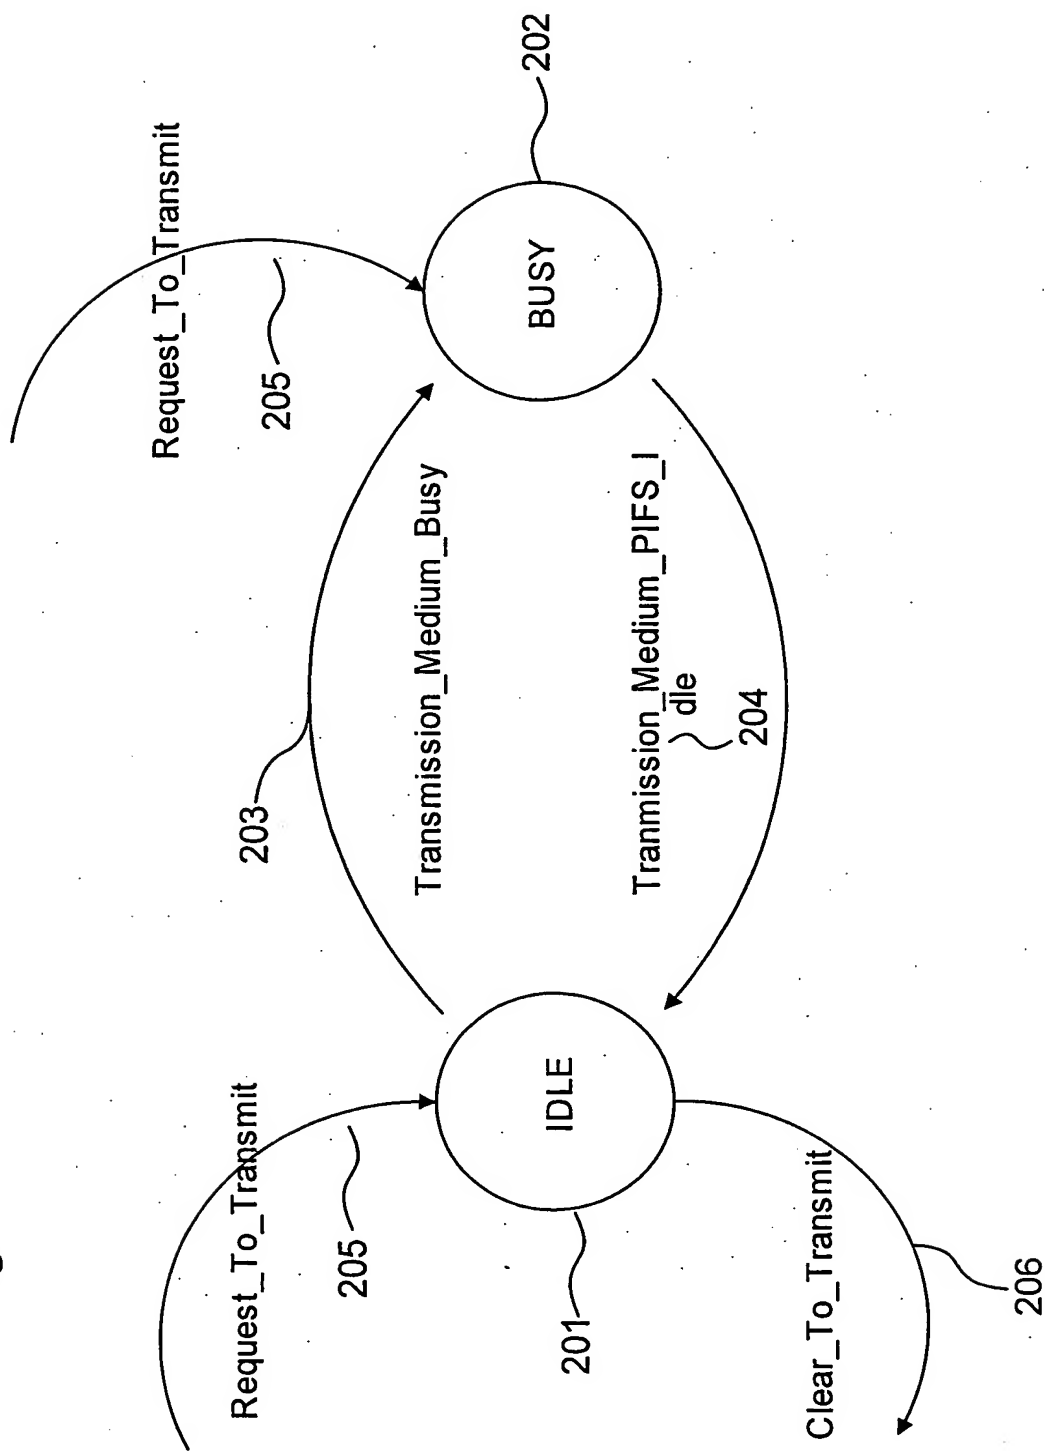 Request_To_Transmit
205
202
BUSY
203
Transmission_Medium_Busy
Tranmission_Medium_PIFS_I
dle
204
Request_To_Transmit
205
IDLE
201
Clear_To_Transmit
206